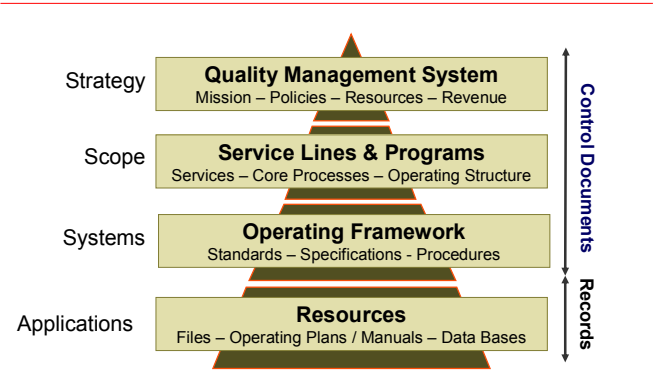 Strategy
Quality Management System
Mission – Policies – Resources – Revenue
Scope
Service Lines & Programs
Services – Core Processes – Operating Structure
Systems
Operating Framework
Standards – Specifications - Procedures
Applications
Resources
Files – Operating Plans / Manuals – Data Bases
Control Documents
Records